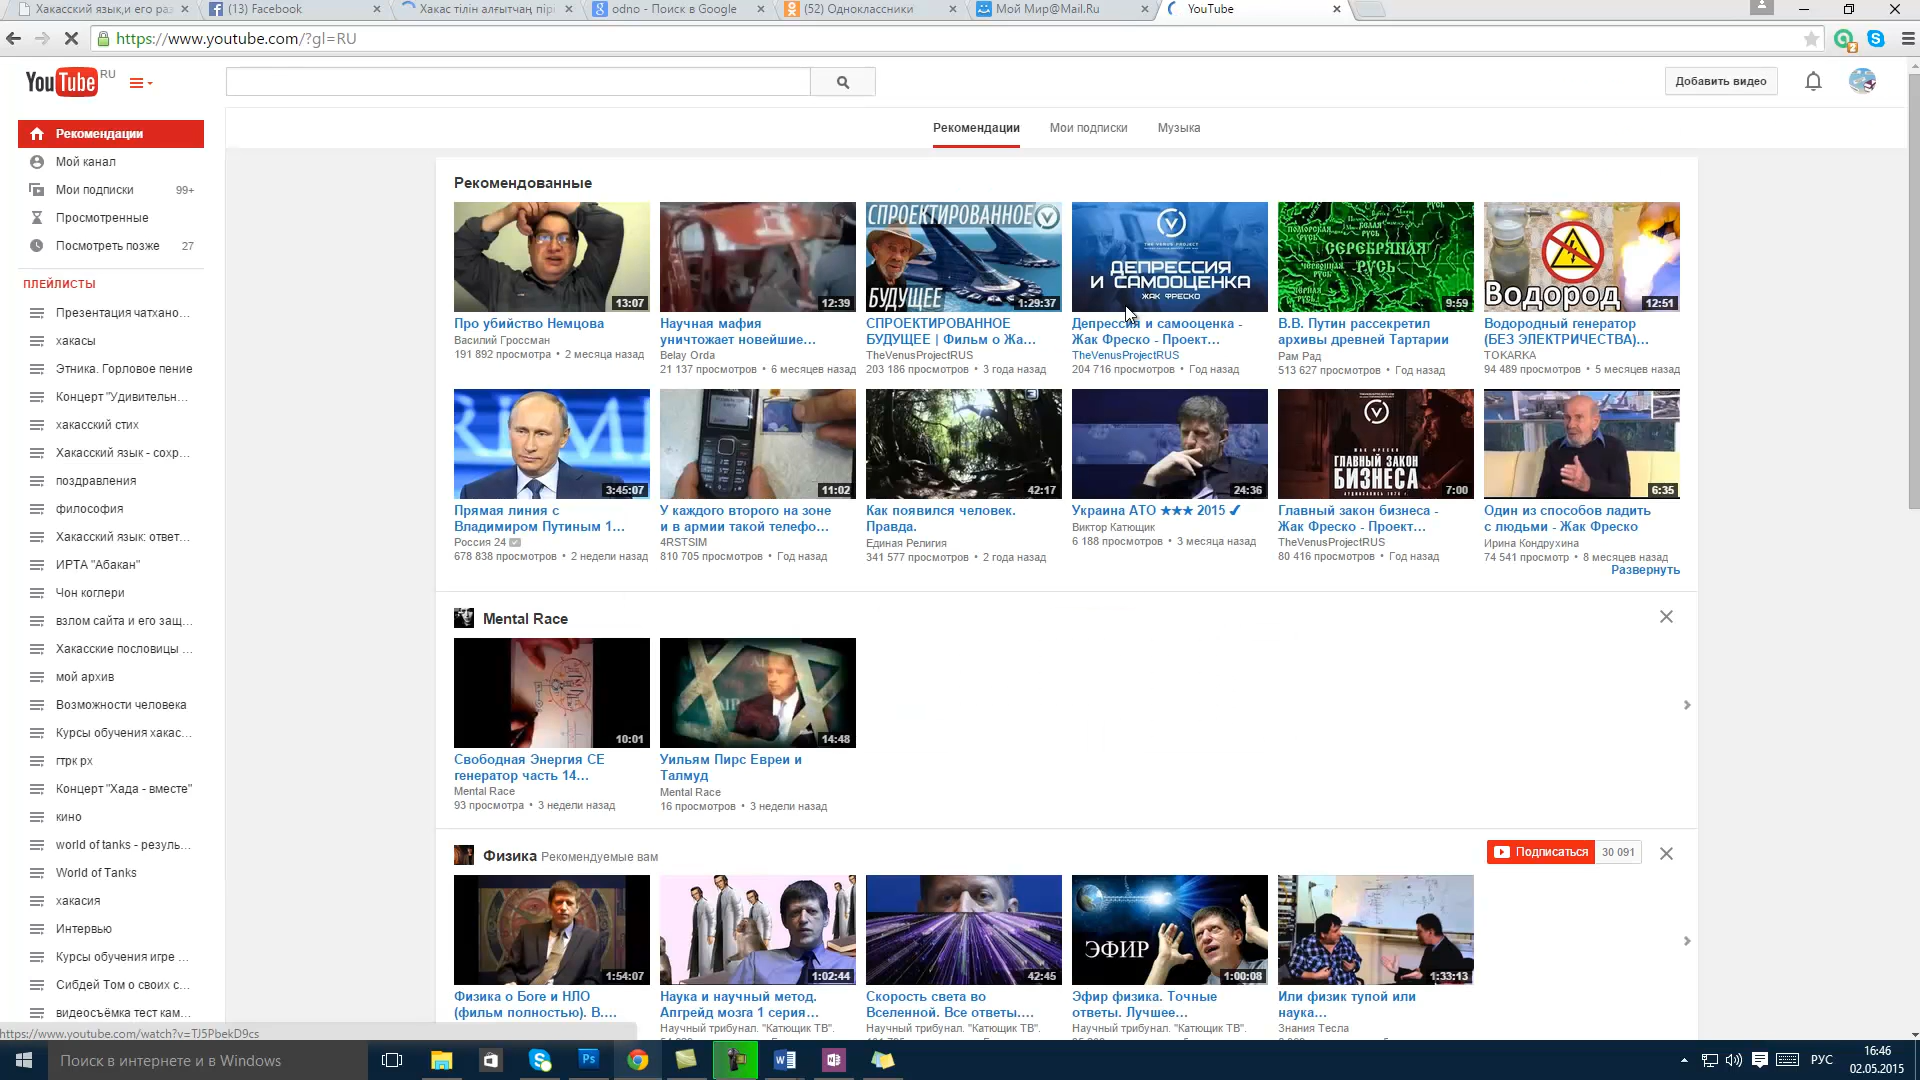 Хакасский язык,и его раз
(13) Facebook
Хакас тілін алғытчаң пірі
odno - Поиск в Google
(52) Одноклассники
Мой Мир@Mail.Ru
YouTube
https://www.youtube.com/?gl=RU
YouTube RU
Добавить видео
Рекомендации
Мои подписки
Музыка
Рекомендации
Мой канал
Мои подписки 99+
Просмотренные
Посмотреть позже 27
ПЛЕЙЛИСТЫ
Презентация чатхано...
хакасы
Этника. Горловое пение
Концерт "Удивительн...
хакасский стих
Хакасский язык - сохр...
поздравления
философия
Хакасский язык: ответ...
ИРТА "Абакан"
Чон коглери
взлом сайта и его защ...
Хакасские пословицы ...
мой архив
Возможности человека
Курсы обучения хакас...
гтрк рх
Концерт "Хада - вместе"
кино
world of tanks - резуль...
World of Tanks
хакасия
Интервью
Курсы обучения игре ...
Сибдей Том о своих с...
видеосъёмка тест кам...
Рекомендованные
13:07
Про убийство Немцова
Василий Гроссман
191 892 просмотра • 2 месяца назад
12:39
Научная мафия
уничтожает новейшие...
Belay Orda
21 137 просмотров • 6 месяцев назад
СПРОЕКТИРОВАННОЕ
БУДУЩЕЕ
1:29:37
СПРОЕКТИРОВАННОЕ
БУДУЩЕЕ | Фильм о Жа...
TheVenusProjectRUS
203 186 просмотров • 3 года назад
THE VENUS PROJECT
ДЕПРЕССИЯ
И САМООЦЕНКА
ЖАК ФРЕСКО
Депрессия и самооценка -
Жак Фреско - Проект...
TheVenusProjectRUS
204 716 просмотров • Год назад
СЕРЕБРЯНАЯ
РУСЬ
9:59
В.В. Путин рассекретил
архивы древней Тартарии
Рам Рад
513 627 просмотров • Год назад
Водород
12:51
Водородный генератор
(БЕЗ ЭЛЕКТРИЧЕСТВА)...
TOKARKA
94 489 просмотров • 5 месяцев назад
3:45:07
Прямая линия с
Владимиром Путиным 1...
Россия 24
678 838 просмотров • 2 недели назад
11:02
У каждого второго на зоне
и в армии такой телефо...
4RSTSIM
810 705 просмотров • Год назад
42:17
Как появился человек.
Правда.
Единая Религия
341 577 просмотров • 2 года назад
24:36
Украина АТО ★★★ 2015 ✔
Виктор Катющик
6 188 просмотров • 3 месяца назад
ЖАК ФРЕСКО
ГЛАВНЫЙ ЗАКОН
БИЗНЕСА
7:00
Главный закон бизнеса -
Жак Фреско - Проект...
TheVenusProjectRUS
80 416 просмотров • Год назад
6:35
Один из способов ладить
с людьми - Жак Фреско
Ирина Кондрухина
74 541 просмотр • 8 месяцев назад
Развернуть
Mental Race
10:01
Свободная Энергия СЕ
генератор часть 14...
Mental Race
93 просмотра • 3 недели назад
14:48
Уильям Пирс Евреи и
Талмуд
Mental Race
16 просмотров • 3 недели назад
Физика Рекомендуемые вам
Подписаться 30 091
1:54:07
Физика о Боге и НЛО
(фильм полностью). В....
1:02:44
Наука и научный метод.
Апгрейд мозга 1 серия...
Научный трибунал. "Катющик ТВ".
42:45
Скорость света во
Вселенной. Все ответы....
Научный трибунал. "Катющик ТВ".
ЭФИР
1:00:08
Эфир физика. Точные
ответы. Лучшее...
Научный трибунал. "Катющик ТВ".
1:33:13
Или физик тупой или
наука...
Знания Тесла
https://www.youtube.com/watch?v=TJ5PbekD9cs
Поиск в интернете и в Windows
РУС
16:46
02.05.2015